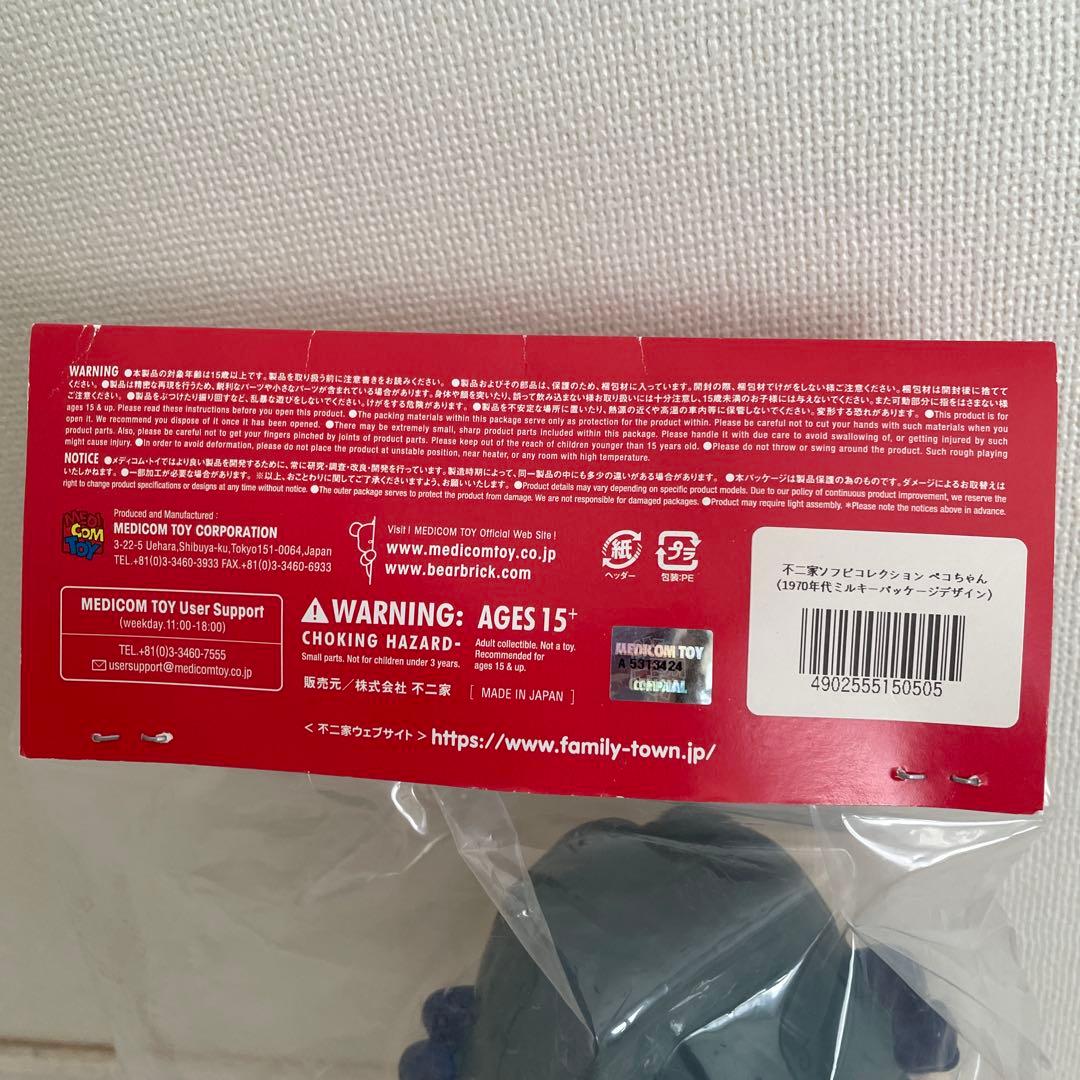 WARNING ●本製品の対象年齢は15歳以上です。製品を取り扱う前に注意書きをお読みください。 ●製品およびその部品は、保護のため、梱包材に入っています。開封の際、梱包材でけがをしない様ご注意ください。梱包材は開封後に捨てて
ください。●製品は精密な再現を行うため、鋭利なパーツや小さなパーツが含まれている場合があります。身体や顔を突いたり、誤って飲み込まない様お取り扱いには十分注意し、15歳未満のお子様には与えないでください。また可動部分に指をはさまない様
ご注意ください。 ●製品をぶつけたり振り回すなど、乱暴な遊びをしないでください。けがをする危険があります。 ●製品を不安定な場所に置いたり、熱源の近くや高温の車内等に保管しないでください。変形する恐れがあります。 ●This product is for
ages 15 & up. Please read these instructions before you open this product. ●The packing materials within this package serve only as protection for the product within. Please be careful not to cut your hands with such materials when you
open it. We recommend you dispose of it once it has been opened. ●There may be extremely small, sharp product parts included within this package. Please handle it with due care to avoid swallowing of, or getting injured by such
product parts. Also, please be careful not to get your fingers pinched by joints of product parts. Please keep out of the reach of children younger than 15 years old. ●Please do not throw or swing around the product. Such rough playing
might cause injury. ●In order to avoid deformation, please do not place the product at unstable place, near any heat source, or any room with high temperature.
NOTICE ●メディコム・トイではより良い製品を開発するために、常に研究・調査・改良・開発を行っています。製造時期によって、同一製品の中にも多少の違いがある場合があります。 ●本パッケージは製品保護の為のものです。ダメージによるお取替えは
いたしかねます。 ●一部加工が必要な場合があります。 ※以上、おことわりに関してご了承くださいますよう、お願いいたします。 ●Product details may vary depending on specific product models. Due to our policy of continuous product improvement, we reserve the
right to change product specifications or designs at any time without notice. ●The outer package serves to protect the product from damage. We are not responsible for damaged packages. ●Product may require light assembly. *Please note the notices above in advance.
MEDI
COM
TOY
Produced and Manufactured :
MEDICOM TOY CORPORATION
3-22-5 Uehara,Shibuya-ku,Tokyo151-0064,Japan
TEL.+81(0)3-3460-3933 FAX.+81(0)3-3460-6933
Visit ! MEDICOM TOY Official Web Site !
www.medicomtoy.co.jp
www.bearbrick.com
紙
ヘッダー
プラ
包装:PE
MEDICOM TOY User Support
(weekday.11:00-18:00)
TEL.+81(0)3-3460-7555
usersupport@medicomtoy.co.jp
WARNING: AGES 15+
CHOKING HAZARD-
Small parts. Not for children under 3 years.
Adult collectible. Not a toy.
Recommended for
ages 15 & up.
販売元／株式会社 不二家
[ MADE IN JAPAN ]
MEDICOM TOY
A 5313424
<不二家ウェブサイト> https://www.family-town.jp/
不二家ソフビコレクション ペコちゃん
(1970年代ミルキーパッケージデザイン)
4902555150505